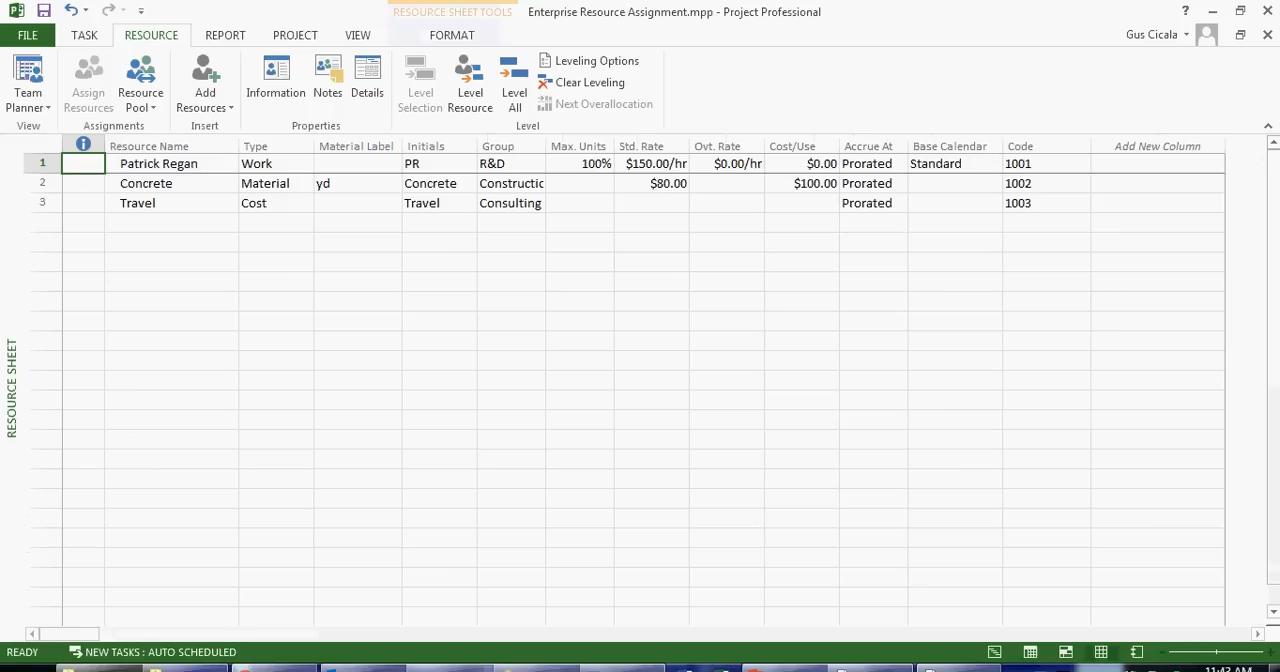 RESOURCE SHEET TOOLS
Enterprise Resource Assignment.mpp - Project Professional
?
FILE TASK RESOURCE REPORT PROJECT VIEW FORMAT
Gus Cicala
Team Planner
Assign Resources
Resource Pool
Add Resources
Information
Notes
Details
Level Selection
Level Resource
Level All
Leveling Options
Clear Leveling
Next Overallocation
View Assignments Insert Properties Level
Resource Name Type Material Label Initials Group Max. Units Std. Rate Ovt. Rate Cost/Use Accrue At Base Calendar Code Add New Column
1 Patrick Regan Work PR R&D 100% $150.00/hr $0.00/hr $0.00 Prorated Standard 1001
2 Concrete Material yd Concrete Constructic $80.00 $100.00 Prorated 1002
3 Travel Cost Travel Consulting Prorated 1003
RESOURCE SHEET
READY NEW TASKS : AUTO SCHEDULED
11:43 AM